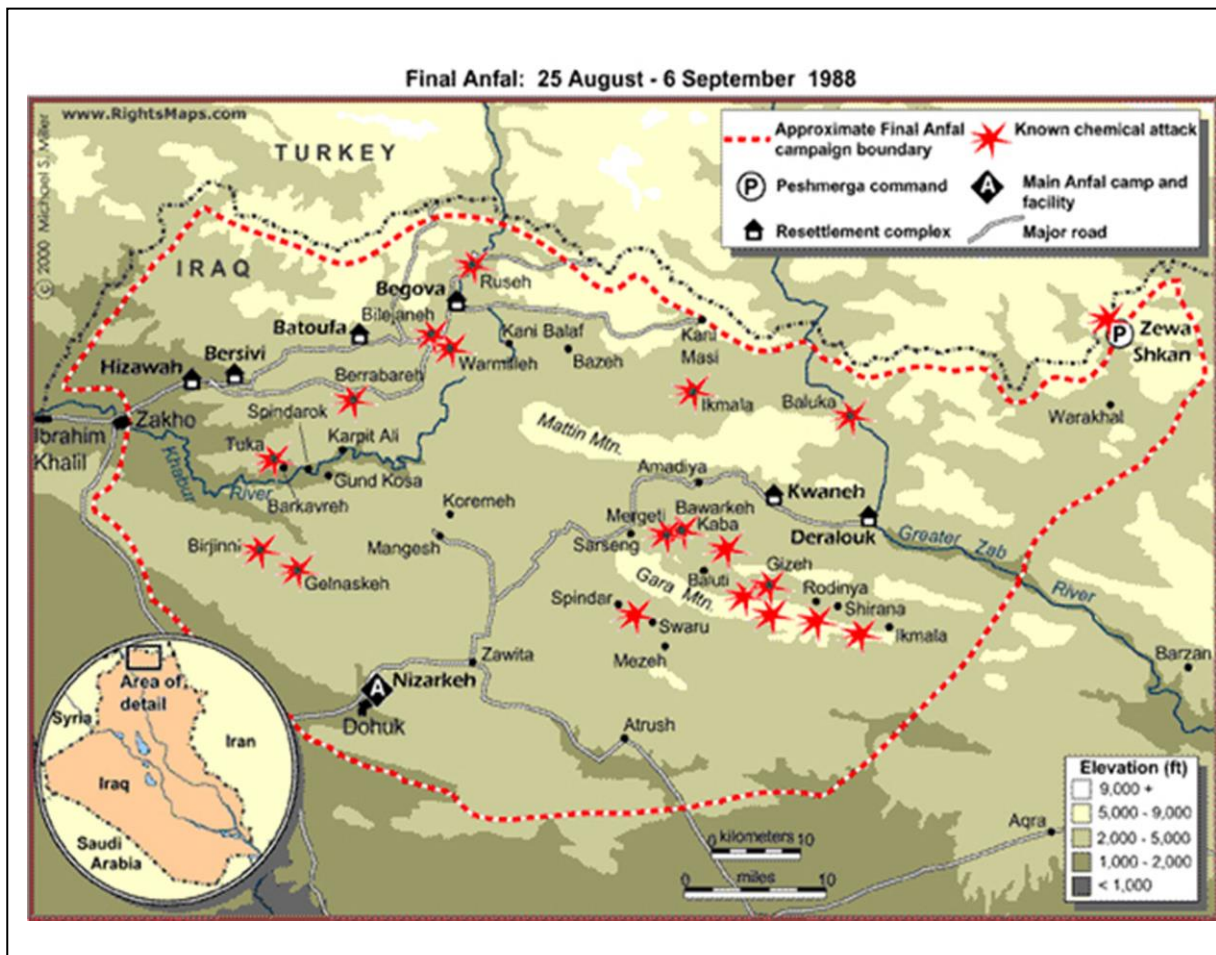 Final Anfal: 25 August - 6 September 1988
www.RightsMaps.com
© 2000 Michael S. Miller
TURKEY
IRAQ
Approximate Final Anfal
campaign boundary
Known chemical attack
Peshmerga command
P
A
Main Anfal camp and
facility
Resettlement complex
Major road
Ruseh
Begova
Bilejaneh
Batoufa
Kani Balaf
Kani
Masi
P
Zewa
Shkan
Bersivi
Hizawah
Warmilleh
Bazeh
Berrabareh
Ikmala
Baluka
Warakhal
Spindarok
Zakho
Ibrahim
Khalil
Tuka
Karpit Ali
Mattin Mtn.
Khabur
River
Gund Kosa
Barkavreh
Amadiya
Kwaneh
Koremeh
Mergeti
Bawarkeh
Kaba
Sarseng
Deralouk
Greater Zab
River
Birjinni
Mangesh
Gelnaskeh
Baluti
Gizeh
Gara Mtn.
Rodinya
Shirana
Spindar
Swaru
Ikmala
Mezeh
Zawita
Barzan
A
Nizarkeh
Dohuk
Atrush
Aqra
Area of
detail
Syria
Iran
Iraq
Saudi
Arabia
0 kilometers 10
miles
0 10
Elevation (ft)
9,000 +
5,000 - 9,000
2,000 - 5,000
1,000 - 2,000
< 1,000